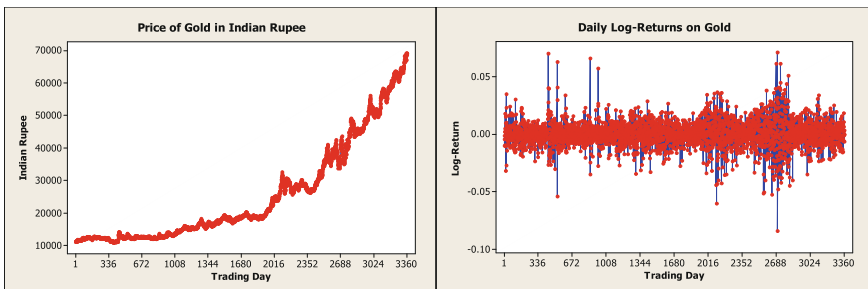 Price of Gold in Indian Rupee
70000
60000
50000
40000
30000
20000
10000
Indian Rupee
1 336 672 1008 1344 1680 2016 2352 2688 3024 3360
Trading Day
Daily Log-Returns on Gold
0.05
0.00
-0.05
-0.10
Log-Return
1 336 672 1008 1344 1680 2016 2352 2688 3024 3360
Trading Day